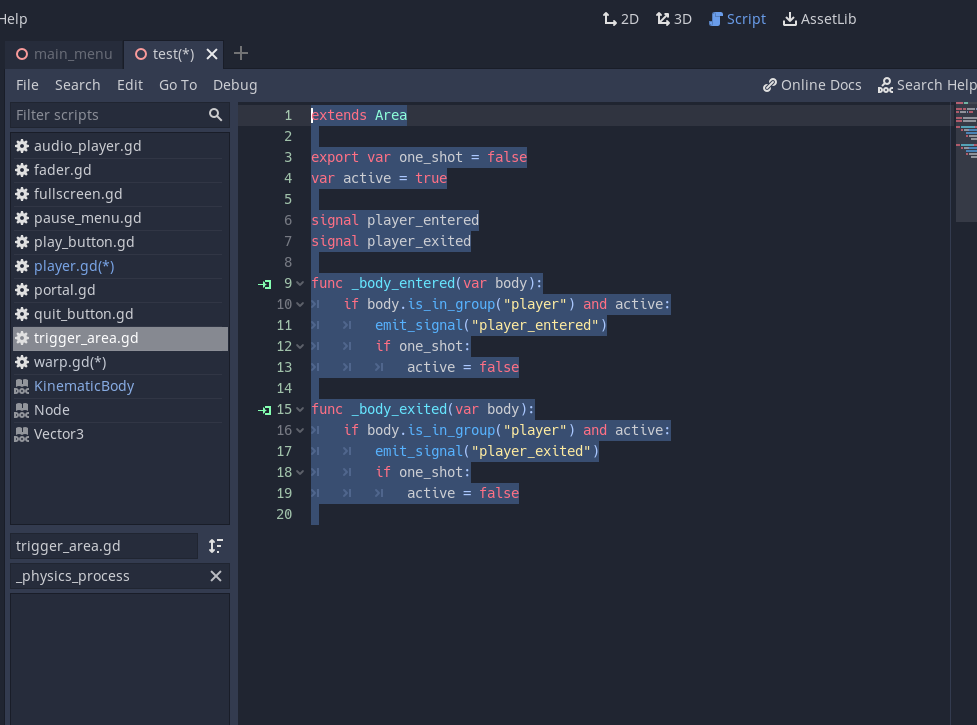 Help
2D 3D Script AssetLib
main_menu test(*)
File Search Edit Go To Debug Online Docs Search Help
Filter scripts
audio_player.gd
fader.gd
fullscreen.gd
pause_menu.gd
play_button.gd
player.gd(*)
portal.gd
quit_button.gd
trigger_area.gd
warp.gd(*)
KinematicBody
Node
Vector3
trigger_area.gd
_physics_process
1 extends Area
2
3 export var one_shot = false
4 var active = true
5
6 signal player_entered
7 signal player_exited
8
9 func _body_entered(var body):
10 if body.is_in_group("player") and active:
11 emit_signal("player_entered")
12 if one_shot:
13 active = false
14
15 func _body_exited(var body):
16 if body.is_in_group("player") and active:
17 emit_signal("player_exited")
18 if one_shot:
19 active = false
20